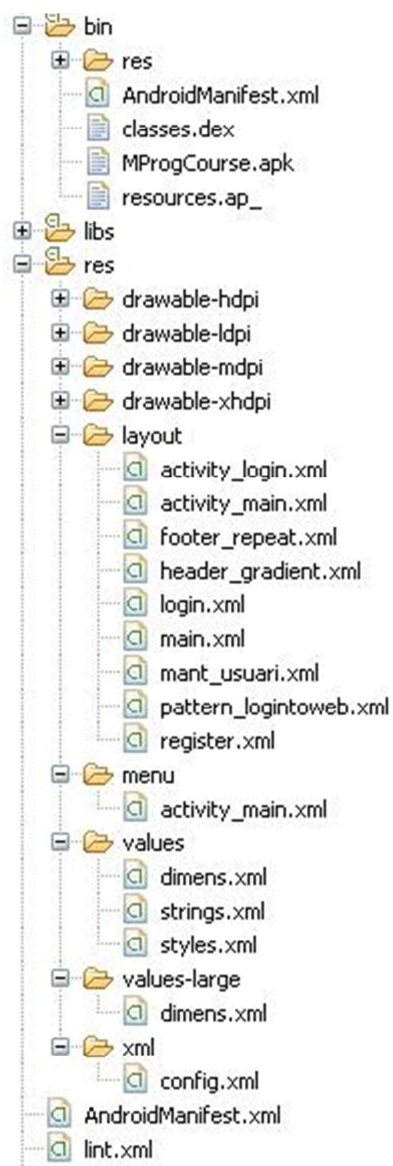 bin
res
AndroidManifest.xml
classes.dex
MProgCourse.apk
resources.ap_
libs
res
drawable-hdpi
drawable-ldpi
drawable-mdpi
drawable-xhdpi
layout
activity_login.xml
activity_main.xml
footer_repeat.xml
header_gradient.xml
login.xml
main.xml
mant_usuari.xml
pattern_logintoweb.xml
register.xml
menu
activity_main.xml
values
dimens.xml
strings.xml
styles.xml
values-large
dimens.xml
xml
config.xml
AndroidManifest.xml
lint.xml